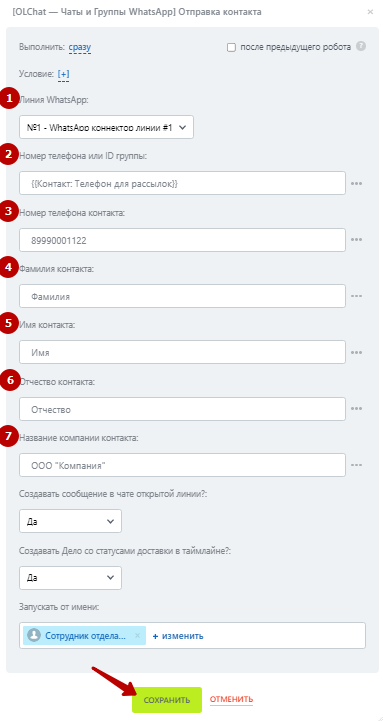 [OLChat — Чаты и Группы WhatsApp] Отправка контакта
Выполнить: сразу
после предыдущего робота ?
Условие: [+]
1 Линия WhatsApp:
№1 - WhatsApp коннектор линии #1
2 Номер телефона или ID группы:
{{Контакт: Телефон для рассылок}}
3 Номер телефона контакта:
89990001122
4 Фамилия контакта:
Фамилия
5 Имя контакта:
Имя
6 Отчество контакта:
Отчество
7 Название компании контакта:
ООО "Компания"
Создавать сообщение в чате открытой линии?:
Да
Создавать Дело со статусами доставки в таймлайне?:
Да
Запускать от имени:
Сотрудник отдела... × + изменить
СОХРАНИТЬ ОТМЕНИТЬ